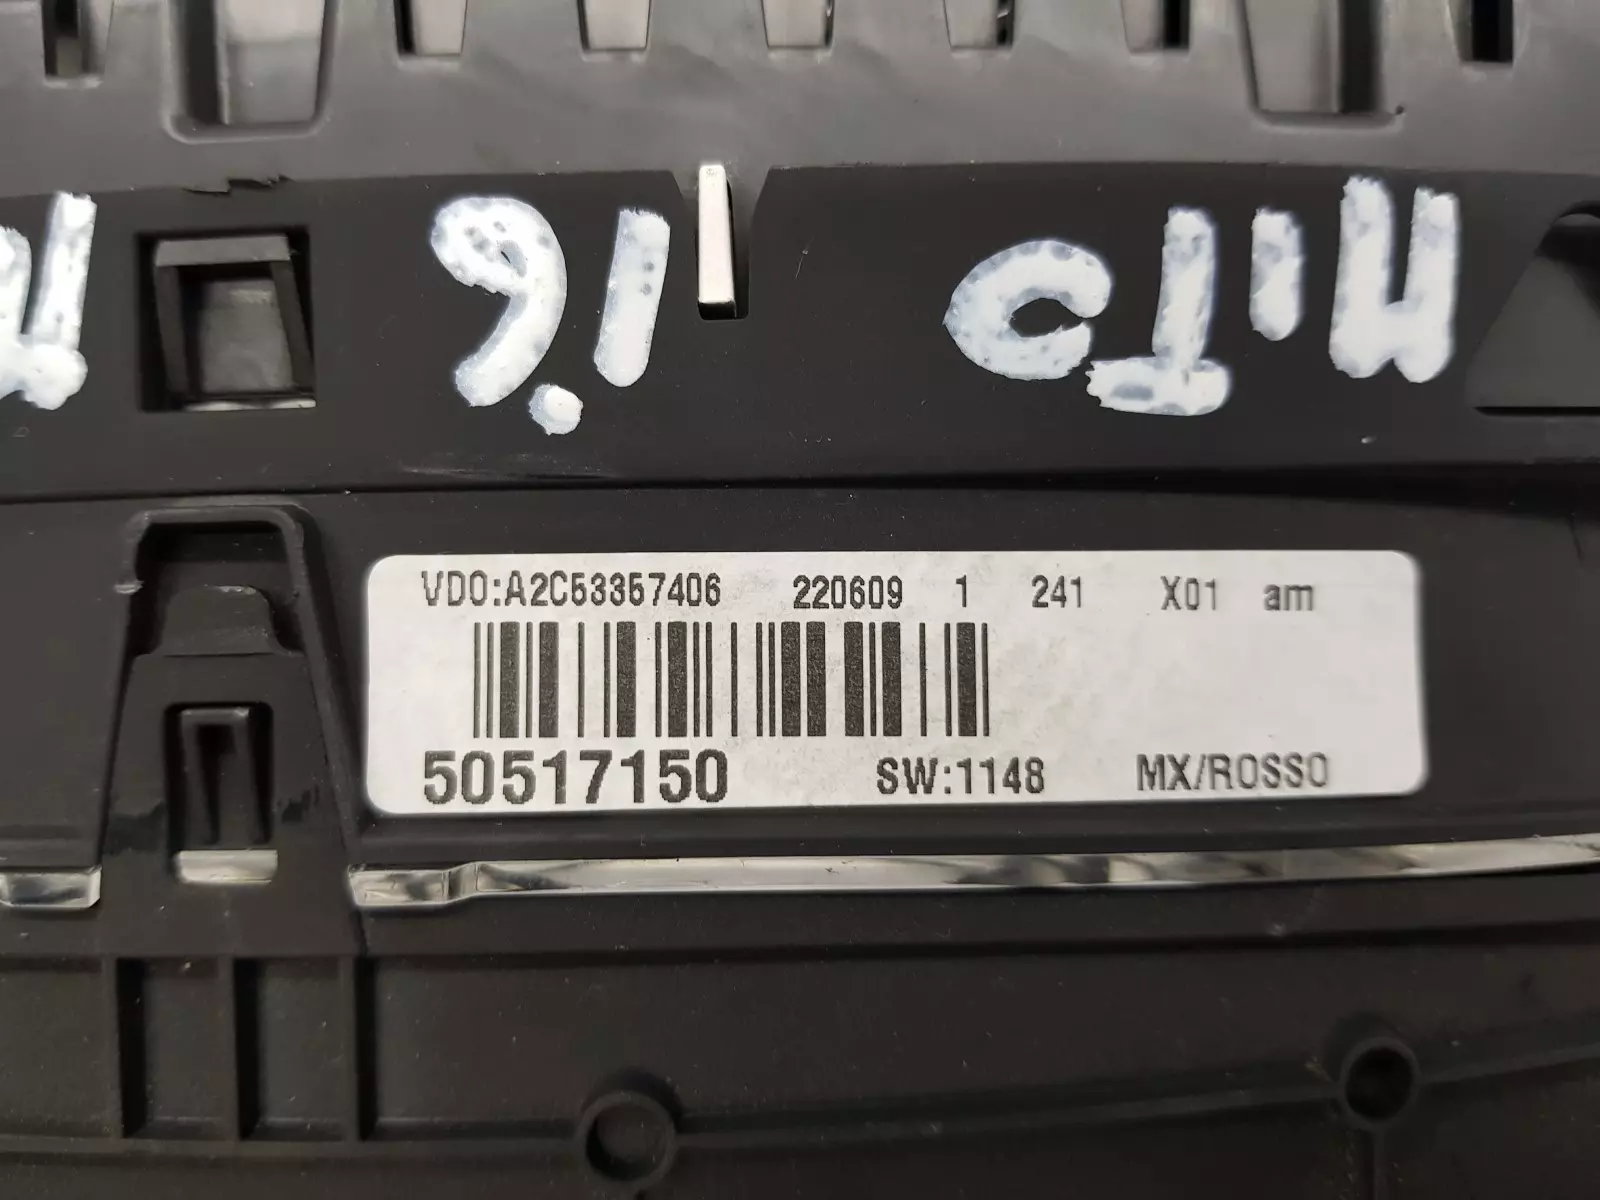 MITO 1.6
VDO:A2C53357406 220609 1 241 X01 am
50517150 SW:1148 MX/ROSSO